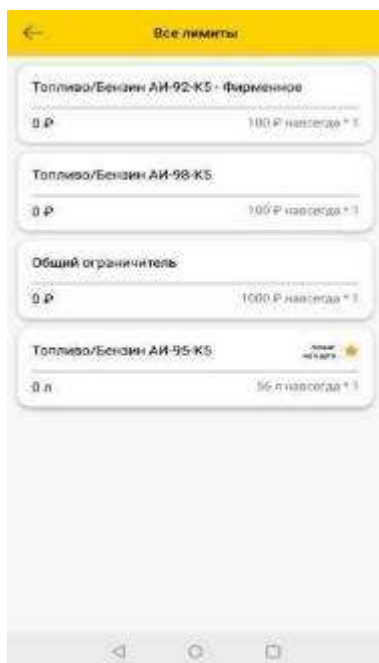 Все лимиты
Топливо/Бензин АИ-92-К5 - Фирменное
0 ₽ 100 ₽ навсегда * 1
Топливо/Бензин АИ-98-К5
0 ₽ 100 ₽ навсегда * 1
Общий ограничитель
0 ₽ 1000 ₽ навсегда * 1
Топливо/Бензин АИ-95-К5
0 л 56 л навсегда * 1